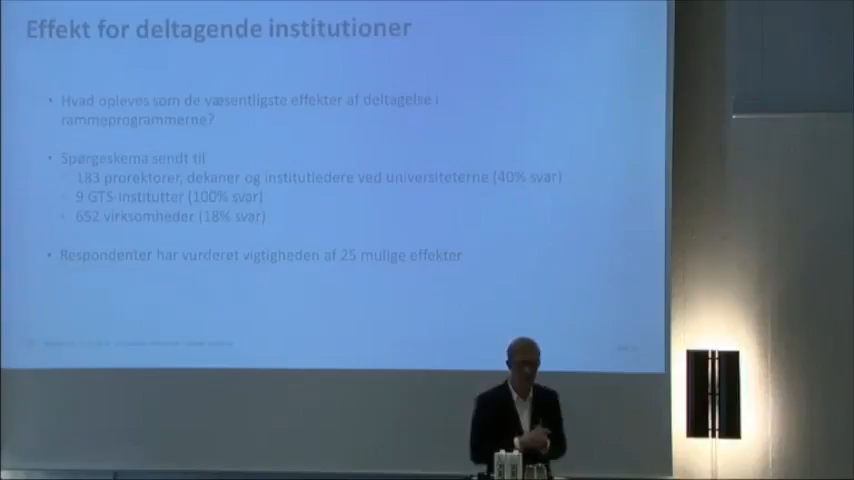 Effekt for deltagende institutioner
• Hvad opleves som de væsentligste effekter af deltagelse i
rammeprogrammerne?
• Spørgeskema sendt til
183 prorektorer, dekaner og institutledere ved universiteterne (40% svar)
9 GTS-institutter (100% svar)
652 virksomheder (18% svar)
• Respondenter har vurderet vigtigheden af 25 mulige effekter